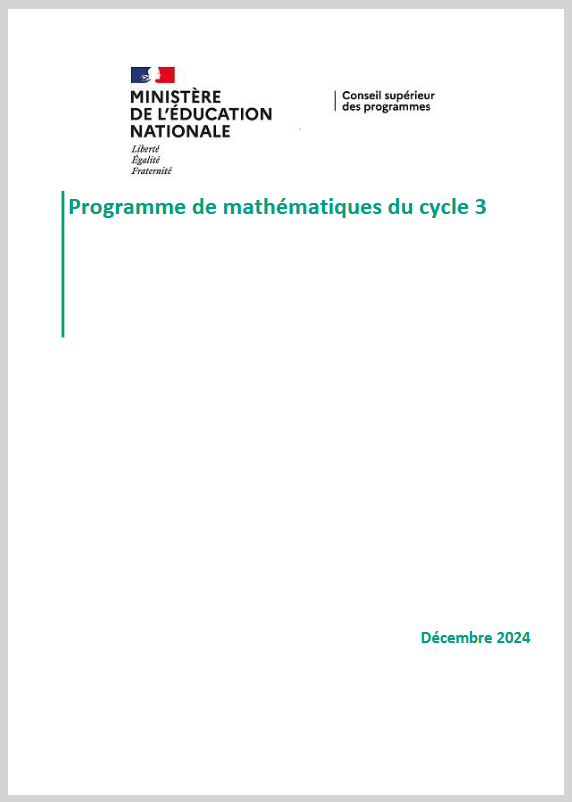 MINISTÈRE
DE L'ÉDUCATION
NATIONALE
Liberté
Égalité
Fraternité
Conseil supérieur
des programmes
Programme de mathématiques du cycle 3
Décembre 2024